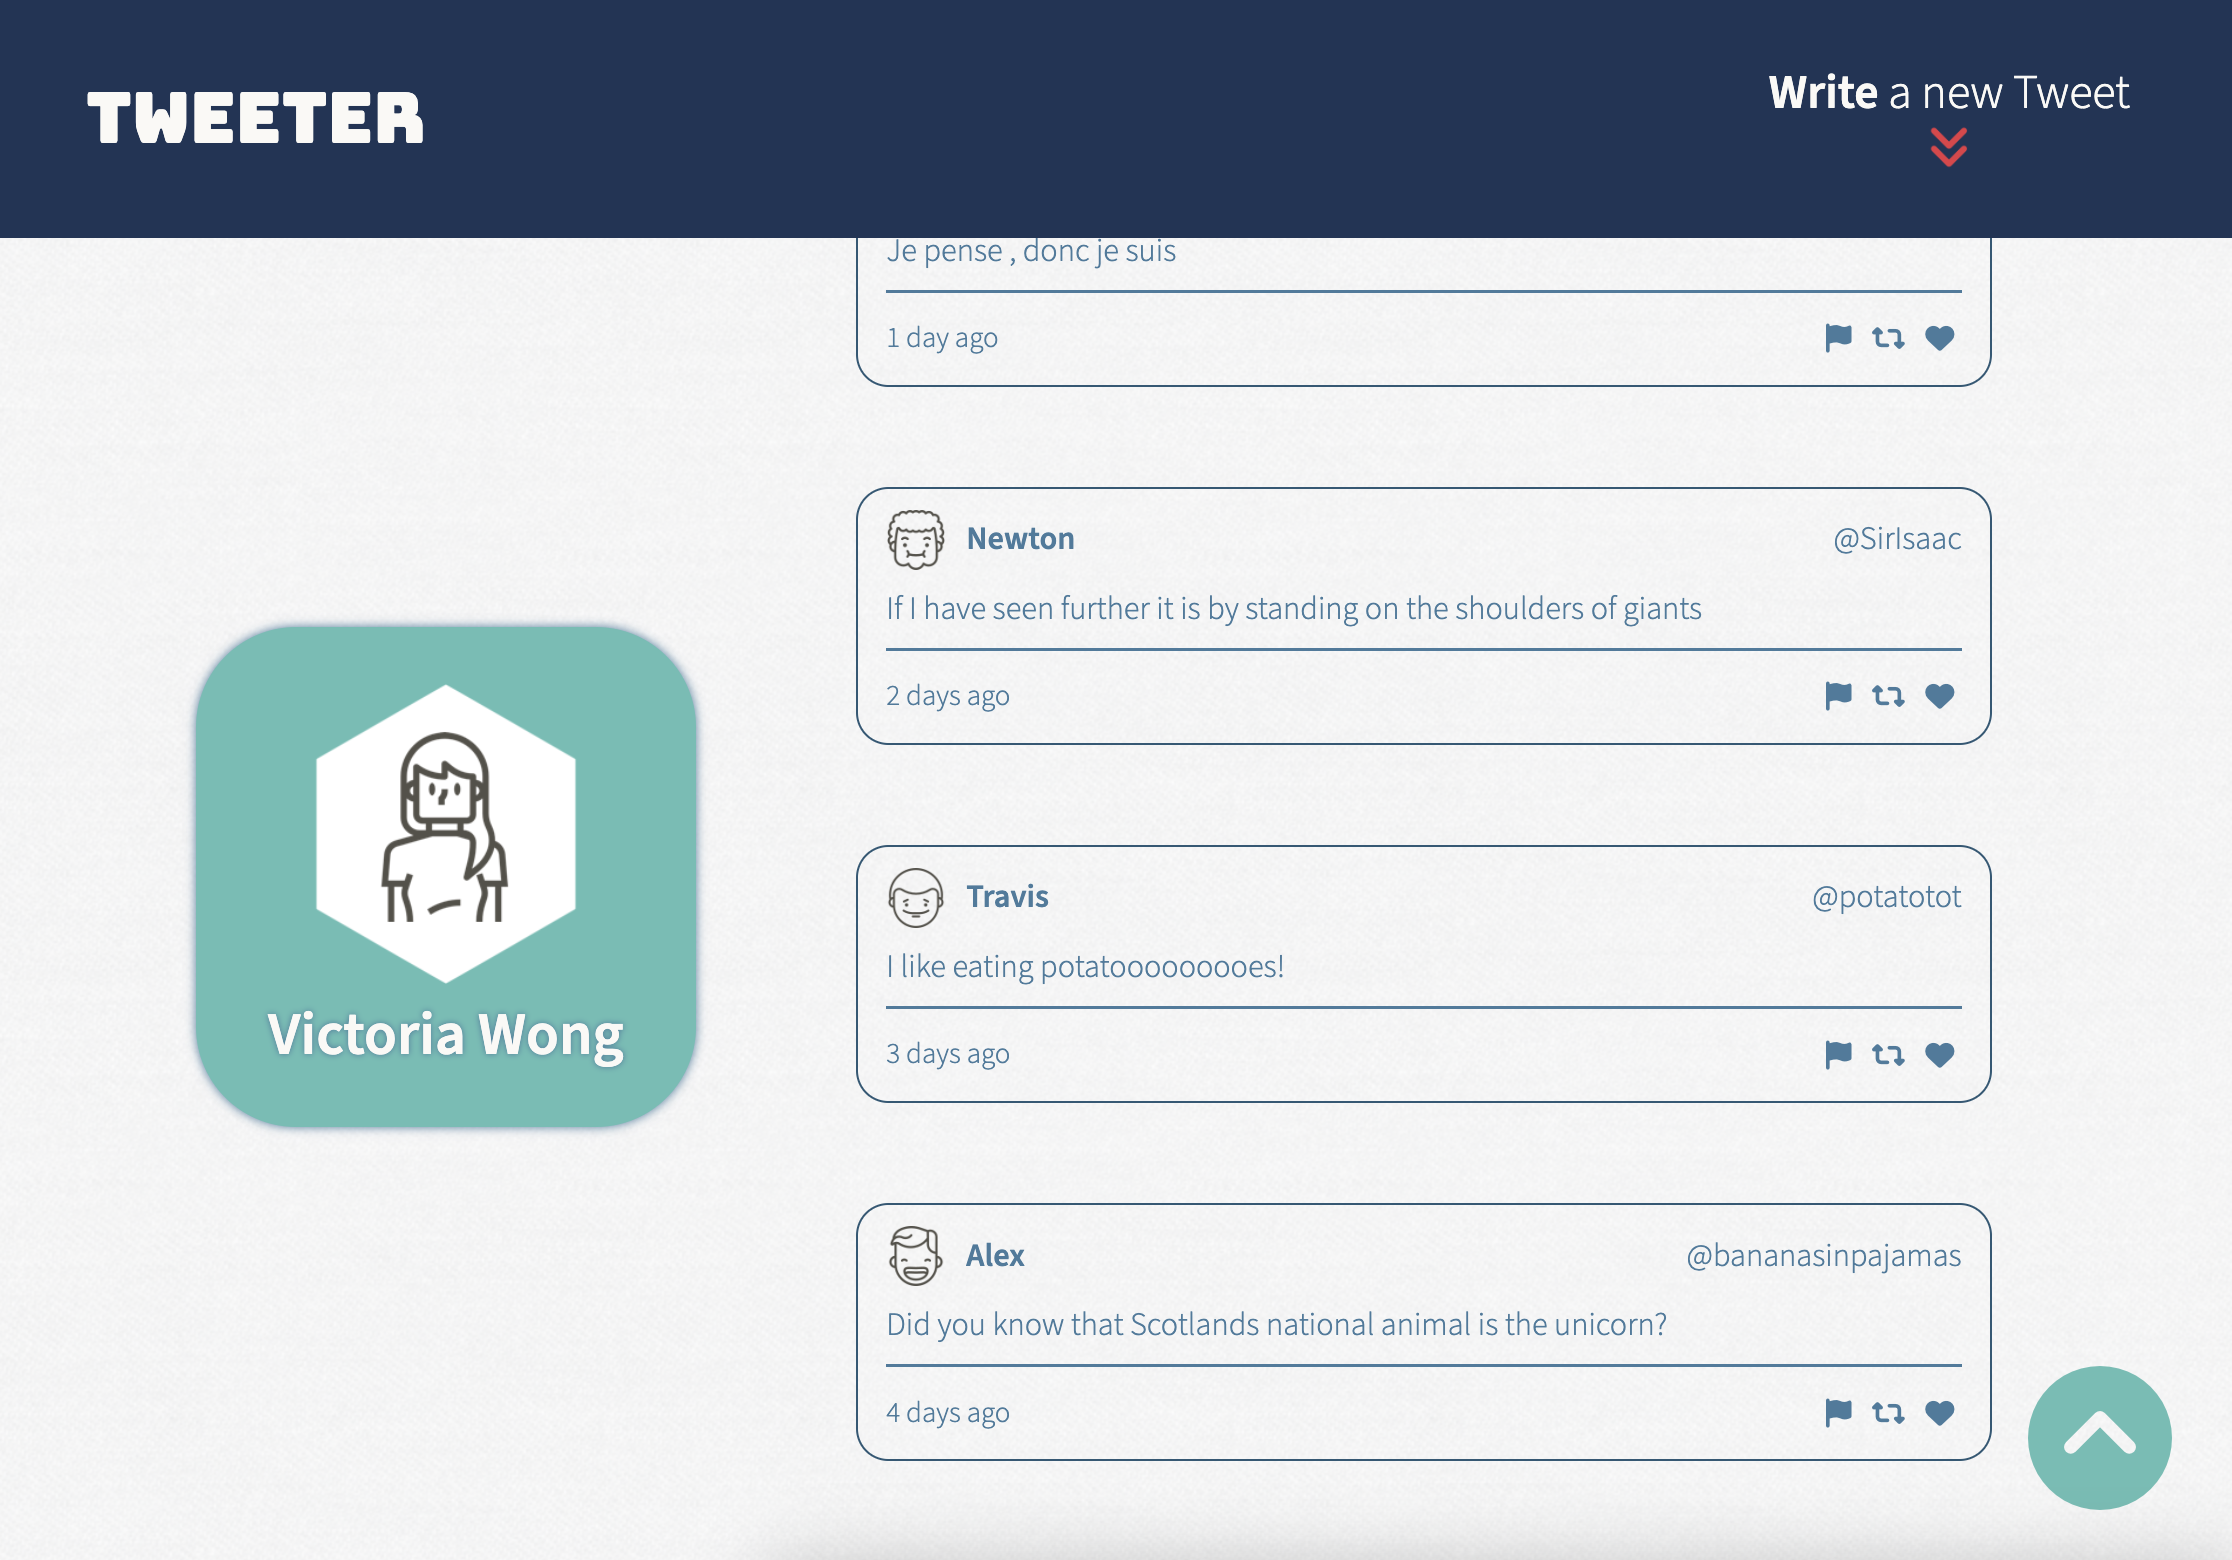 TWEETER
Write a new Tweet
Je pense , donc je suis
1 day ago
Newton
@SirIsaac
If I have seen further it is by standing on the shoulders of giants
2 days ago
Victoria Wong
Travis
@potatotot
I like eating potatooooooooes!
3 days ago
Alex
@bananasinpajamas
Did you know that Scotlands national animal is the unicorn?
4 days ago